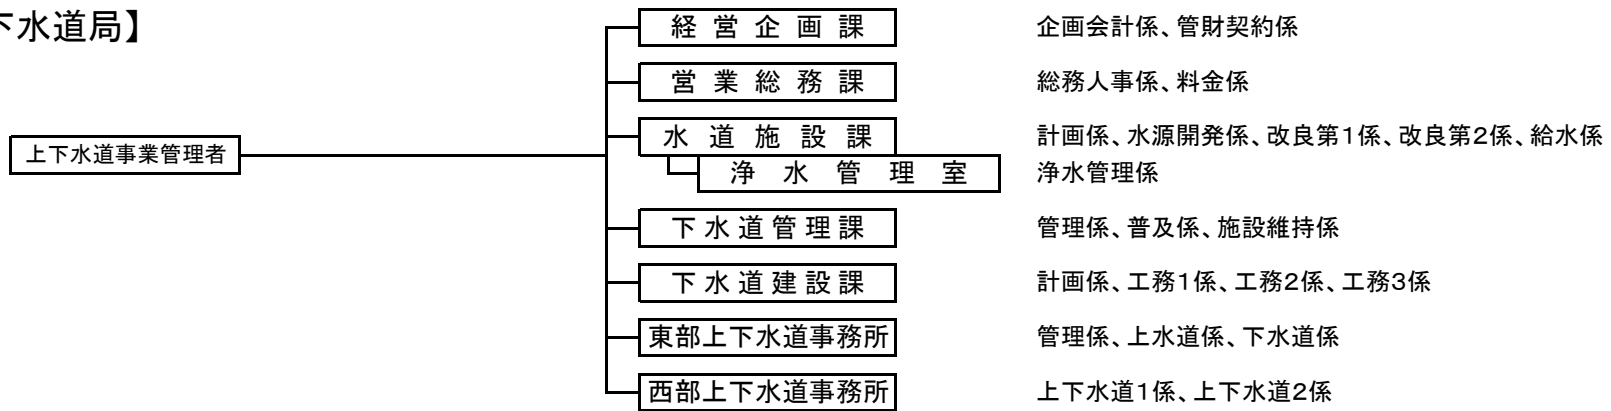 下水道局】
経営企画課 企画会計係、管財契約係
営業総務課 総務人事係、料金係
水道施設課 計画係、水源開発係、改良第1係、改良第2係、給水係
上下水道事業管理者
浄水管理室 浄水管理係
下水道管理課 管理係、普及係、施設維持係
下水道建設課 計画係、工務1係、工務2係、工務3係
東部上下水道事務所 管理係、上水道係、下水道係
西部上下水道事務所 上下水道1係、上下水道2係